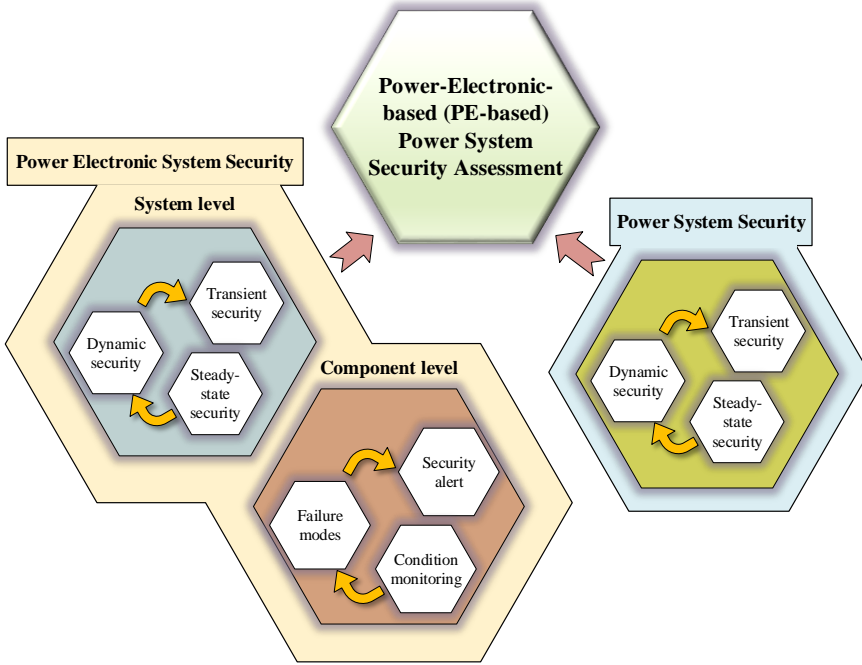 Power-Electronic-
based (PE-based)
Power System
Security Assessment
Power Electronic System Security
System level
Transient
security
Dynamic
security
Steady-
state
security
Component level
Security
alert
Failure
modes
Condition
monitoring
Power System Security
Transient
security
Dynamic
security
Steady-
state
security